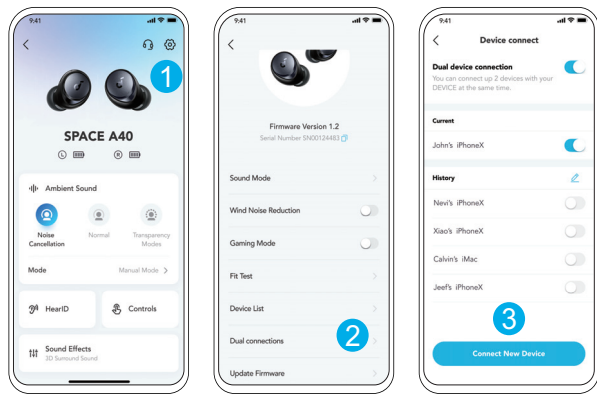 9:41
1
SPACE A40
L R
Ambient Sound
Noise Cancellation
Normal
Transparency Modes
Mode Manual Mode
HearID
Controls
Sound Effects
3D Surround Sound
9:41
Firmware Version 1.2
Serial Number SN00124483
Sound Mode
Wind Noise Reduction
Gaming Mode
Fit Test
Device List
Dual connections
2
Update Firmware
9:41
Device connect
Dual device connection
You can connect up 2 devices with your
DEVICE at the same time.
Current
John's iPhoneX
History
Nevi's iPhoneX
Xiao's iPhoneX
Calvin's iMac
Jeef's iPhoneX
3
Connect New Device